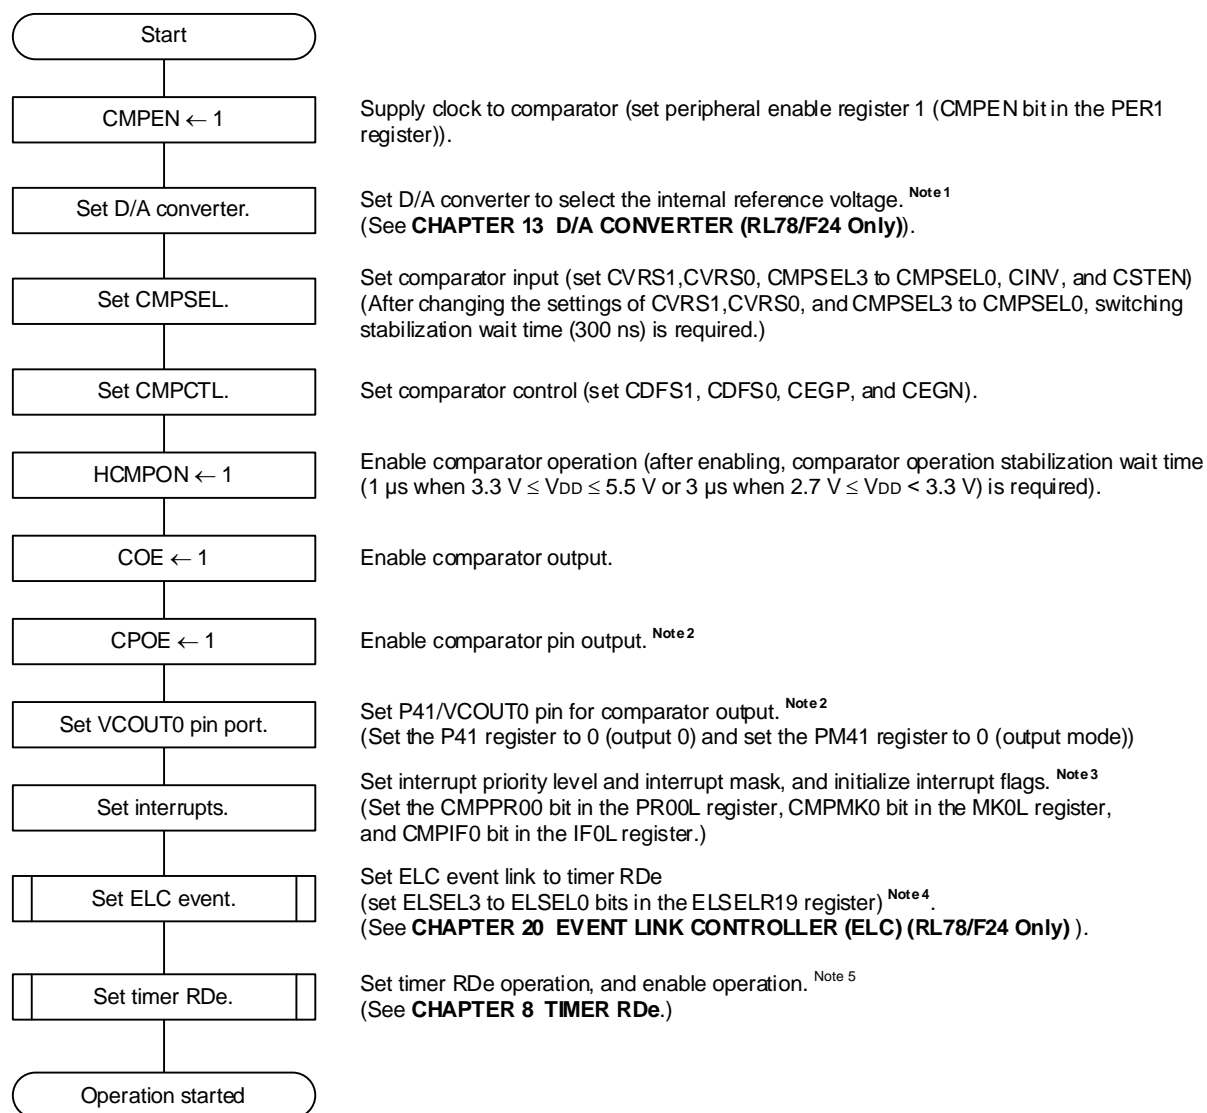 Start
CMPEN ← 1
Supply clock to comparator (set peripheral enable register 1 (CMPEN bit in the PER1
register)).
Set D/A converter.
Set D/A converter to select the internal reference voltage. Note 1
(See CHAPTER 13 D/A CONVERTER (RL78/F24 Only)).
Set CMPSEL.
Set comparator input (set CVRS1,CVRS0, CMPSEL3 to CMPSEL0, CINV, and CSTEN)
(After changing the settings of CVRS1,CVRS0, and CMPSEL3 to CMPSEL0, switching
stabilization wait time (300 ns) is required.)
Set CMPCTL.
Set comparator control (set CDFS1, CDFS0, CEGP, and CEGN).
HCMPON ← 1
Enable comparator operation (after enabling, comparator operation stabilization wait time
(1 μs when 3.3 V ≤ VDD ≤ 5.5 V or 3 μs when 2.7 V ≤ VDD < 3.3 V) is required).
COE ← 1
Enable comparator output.
CPOE ← 1
Enable comparator pin output. Note 2
Set VCOUT0 pin port.
Set P41/VCOUT0 pin for comparator output. Note 2
(Set the P41 register to 0 (output 0) and set the PM41 register to 0 (output mode))
Set interrupts.
Set interrupt priority level and interrupt mask, and initialize interrupt flags. Note 3
(Set the CMPPR00 bit in the PR00L register, CMPMK0 bit in the MK0L register,
and CMPIF0 bit in the IF0L register.)
Set ELC event.
Set ELC event link to timer RDe
(set ELSEL3 to ELSEL0 bits in the ELSELR19 register) Note 4.
(See CHAPTER 20 EVENT LINK CONTROLLER (ELC) (RL78/F24 Only) ).
Set timer RDe.
Set timer RDe operation, and enable operation. Note 5
(See CHAPTER 8 TIMER RDe.)
Operation started